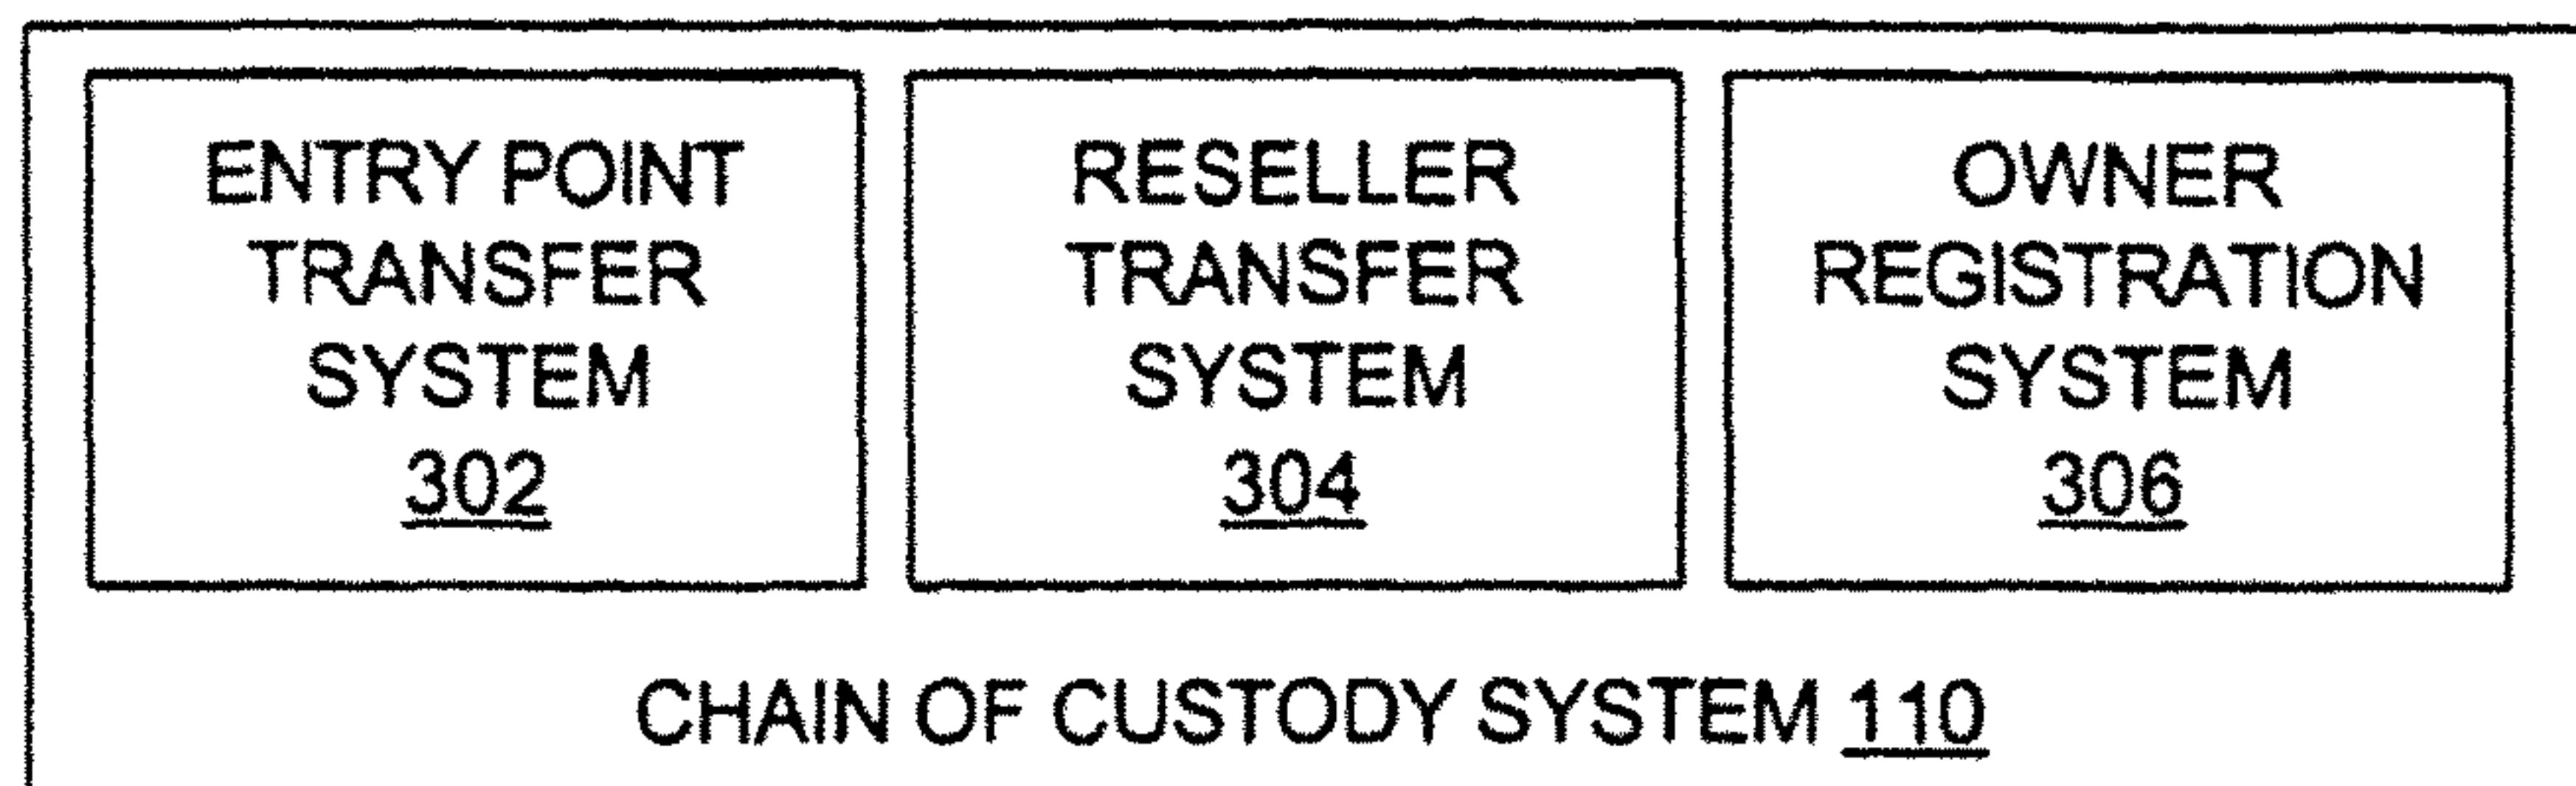 ENTRY POINT
TRANSFER
SYSTEM
302
RESELLER
TRANSFER
SYSTEM
304
OWNER
REGISTRATION
SYSTEM
306
CHAIN OF CUSTODY SYSTEM 110